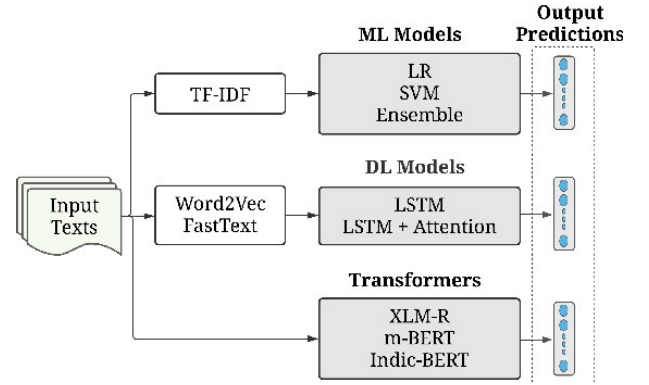 Output
Predictions
ML Models
TF-IDF
LR
SVM
Ensemble
DL Models
Input
Texts
Word2Vec
FastText
LSTM
LSTM + Attention
Transformers
XLM-R
m-BERT
Indic-BERT